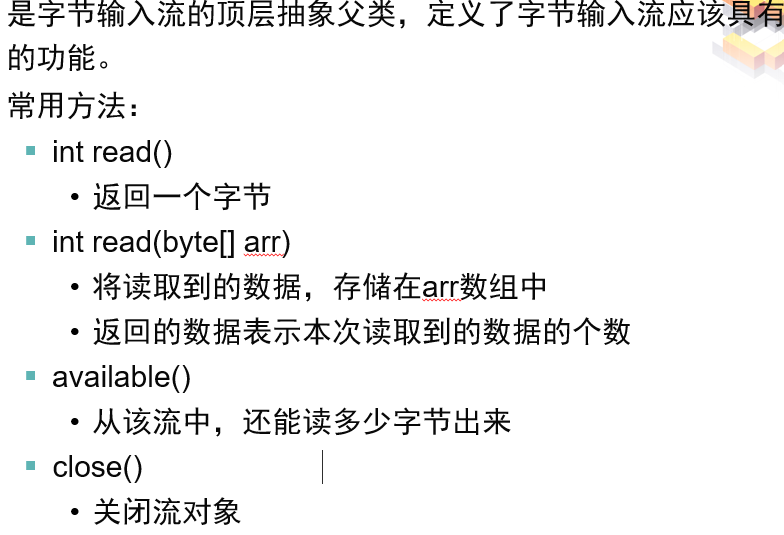 是字节输入流的顶层抽象父类，定义了字节输入流应该具有
的功能。
常用方法：
int read()
返回一个字节
int read(byte[] arr)
将读取到的数据，存储在arr数组中
返回的数据表示本次读取到的数据的个数
available()
从该流中，还能读多少字节出来
close()
关闭流对象